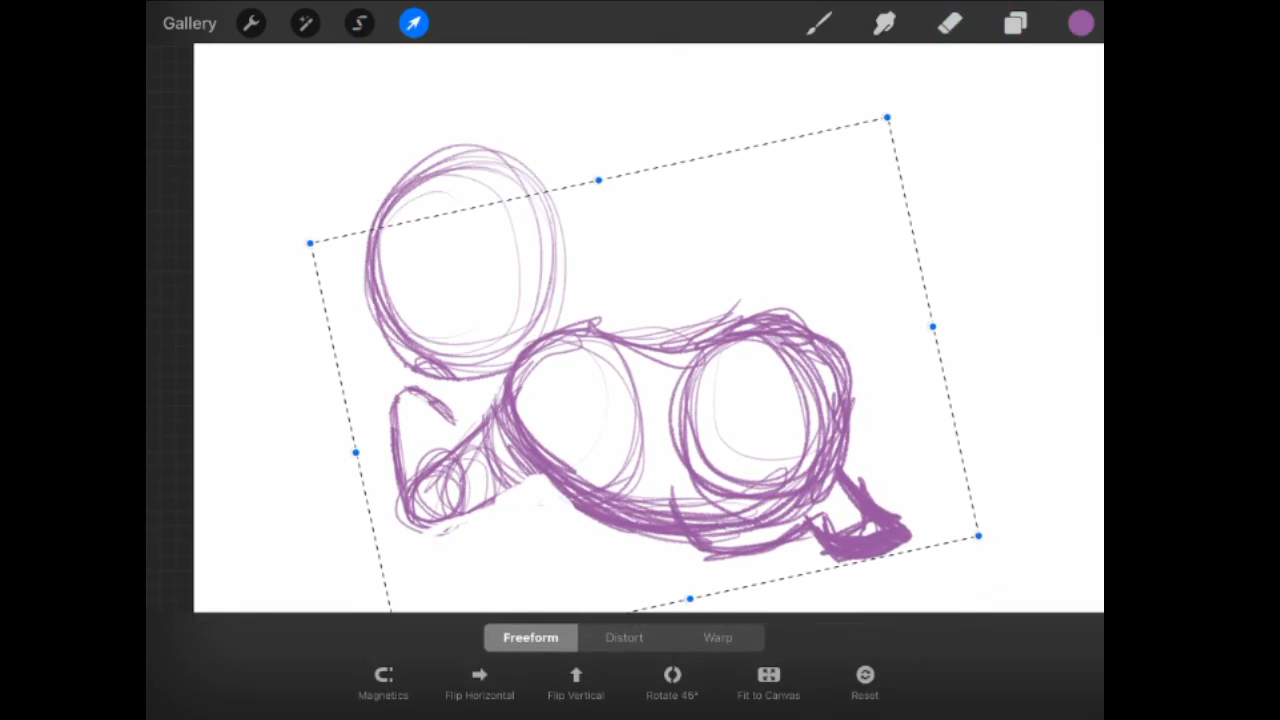 Gallery
Freeform Distort Warp
Magnetics Flip Horizontal Flip Vertical Rotate 45° Fit to Canvas Reset